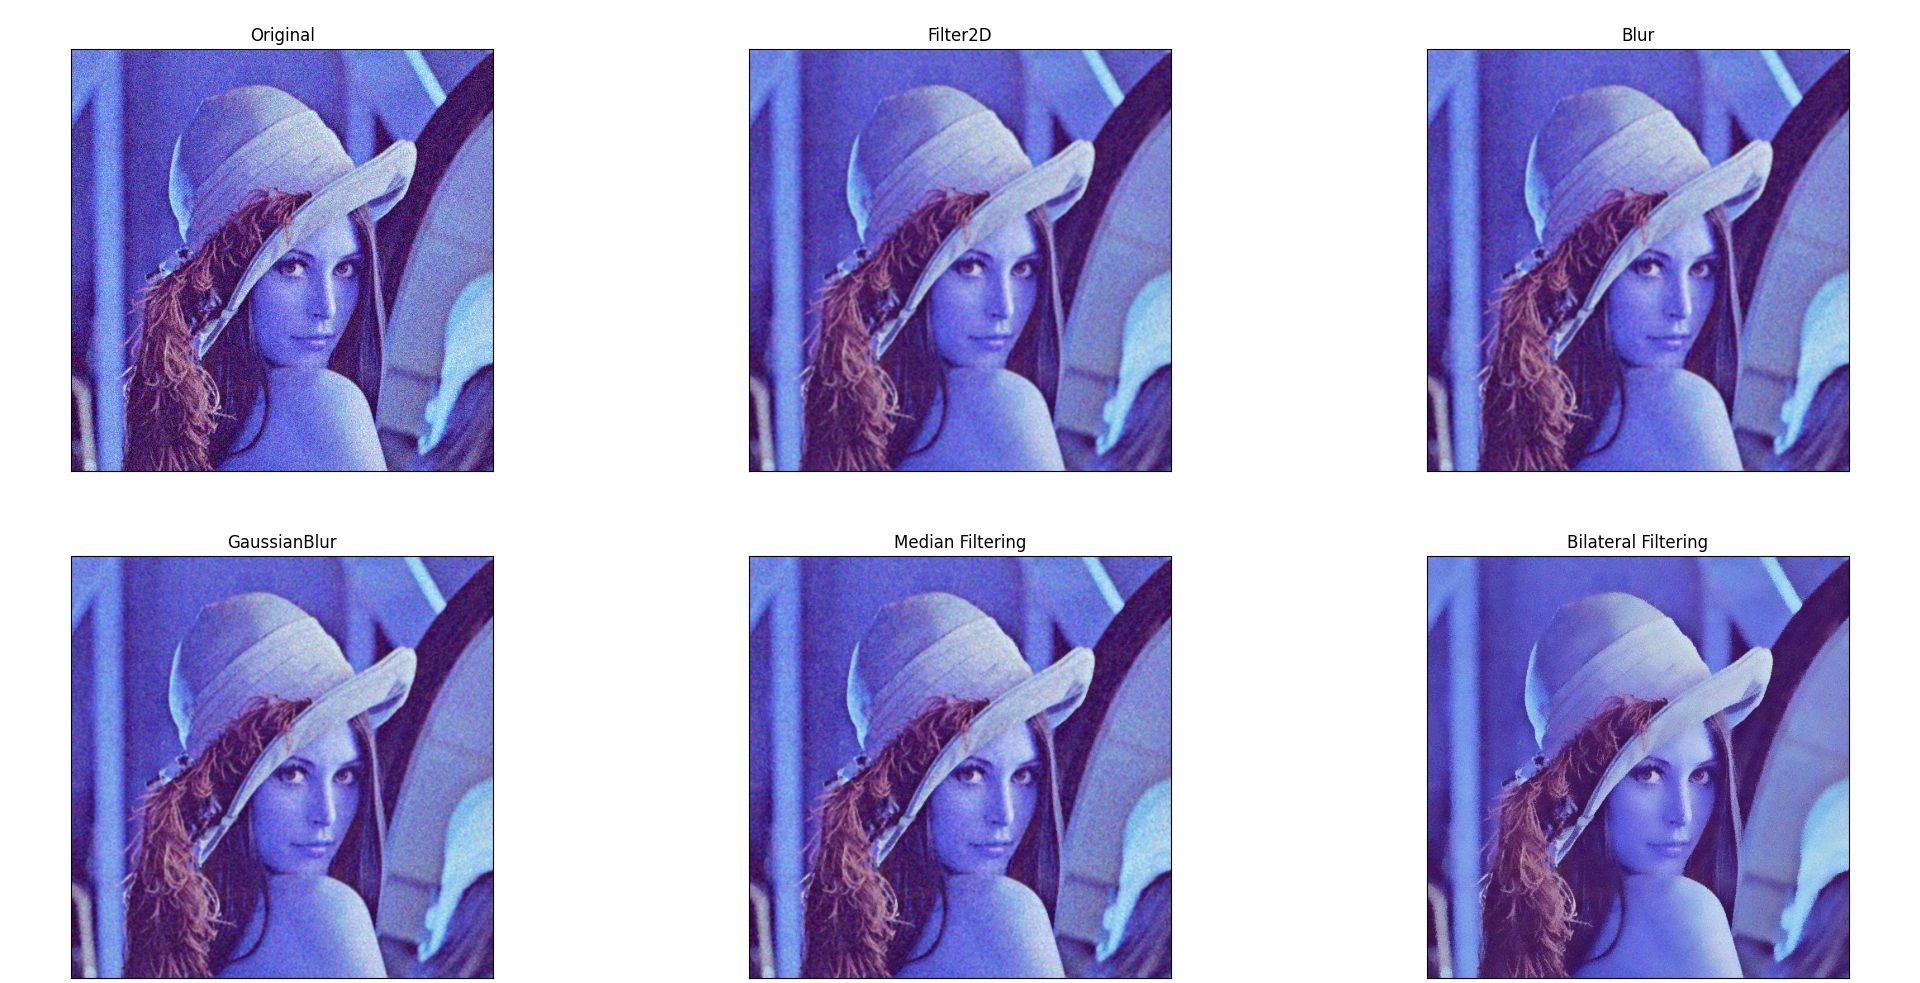 Original
Filter2D
Blur
GaussianBlur
Median Filtering
Bilateral Filtering